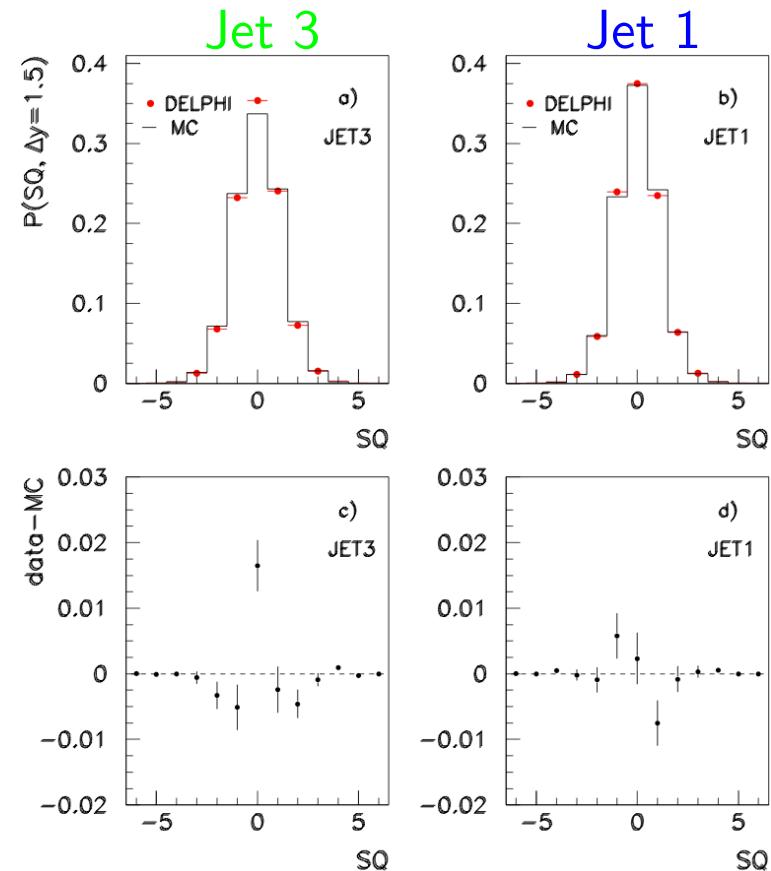 Jet 3
Jet 1
P(SQ, Δy=1.5)
0.4
0.3
0.2
0.1
0
DELPHI
MC
a)
JET3
−5
0
5
SQ
0.4
0.3
0.2
0.1
0
DELPHI
MC
b)
JET1
−5
0
5
SQ
data−MC
0.03
0.02
0.01
0
−0.01
−0.02
c)
JET3
−5
0
5
SQ
0.03
0.02
0.01
0
−0.01
−0.02
d)
JET1
−5
0
5
SQ